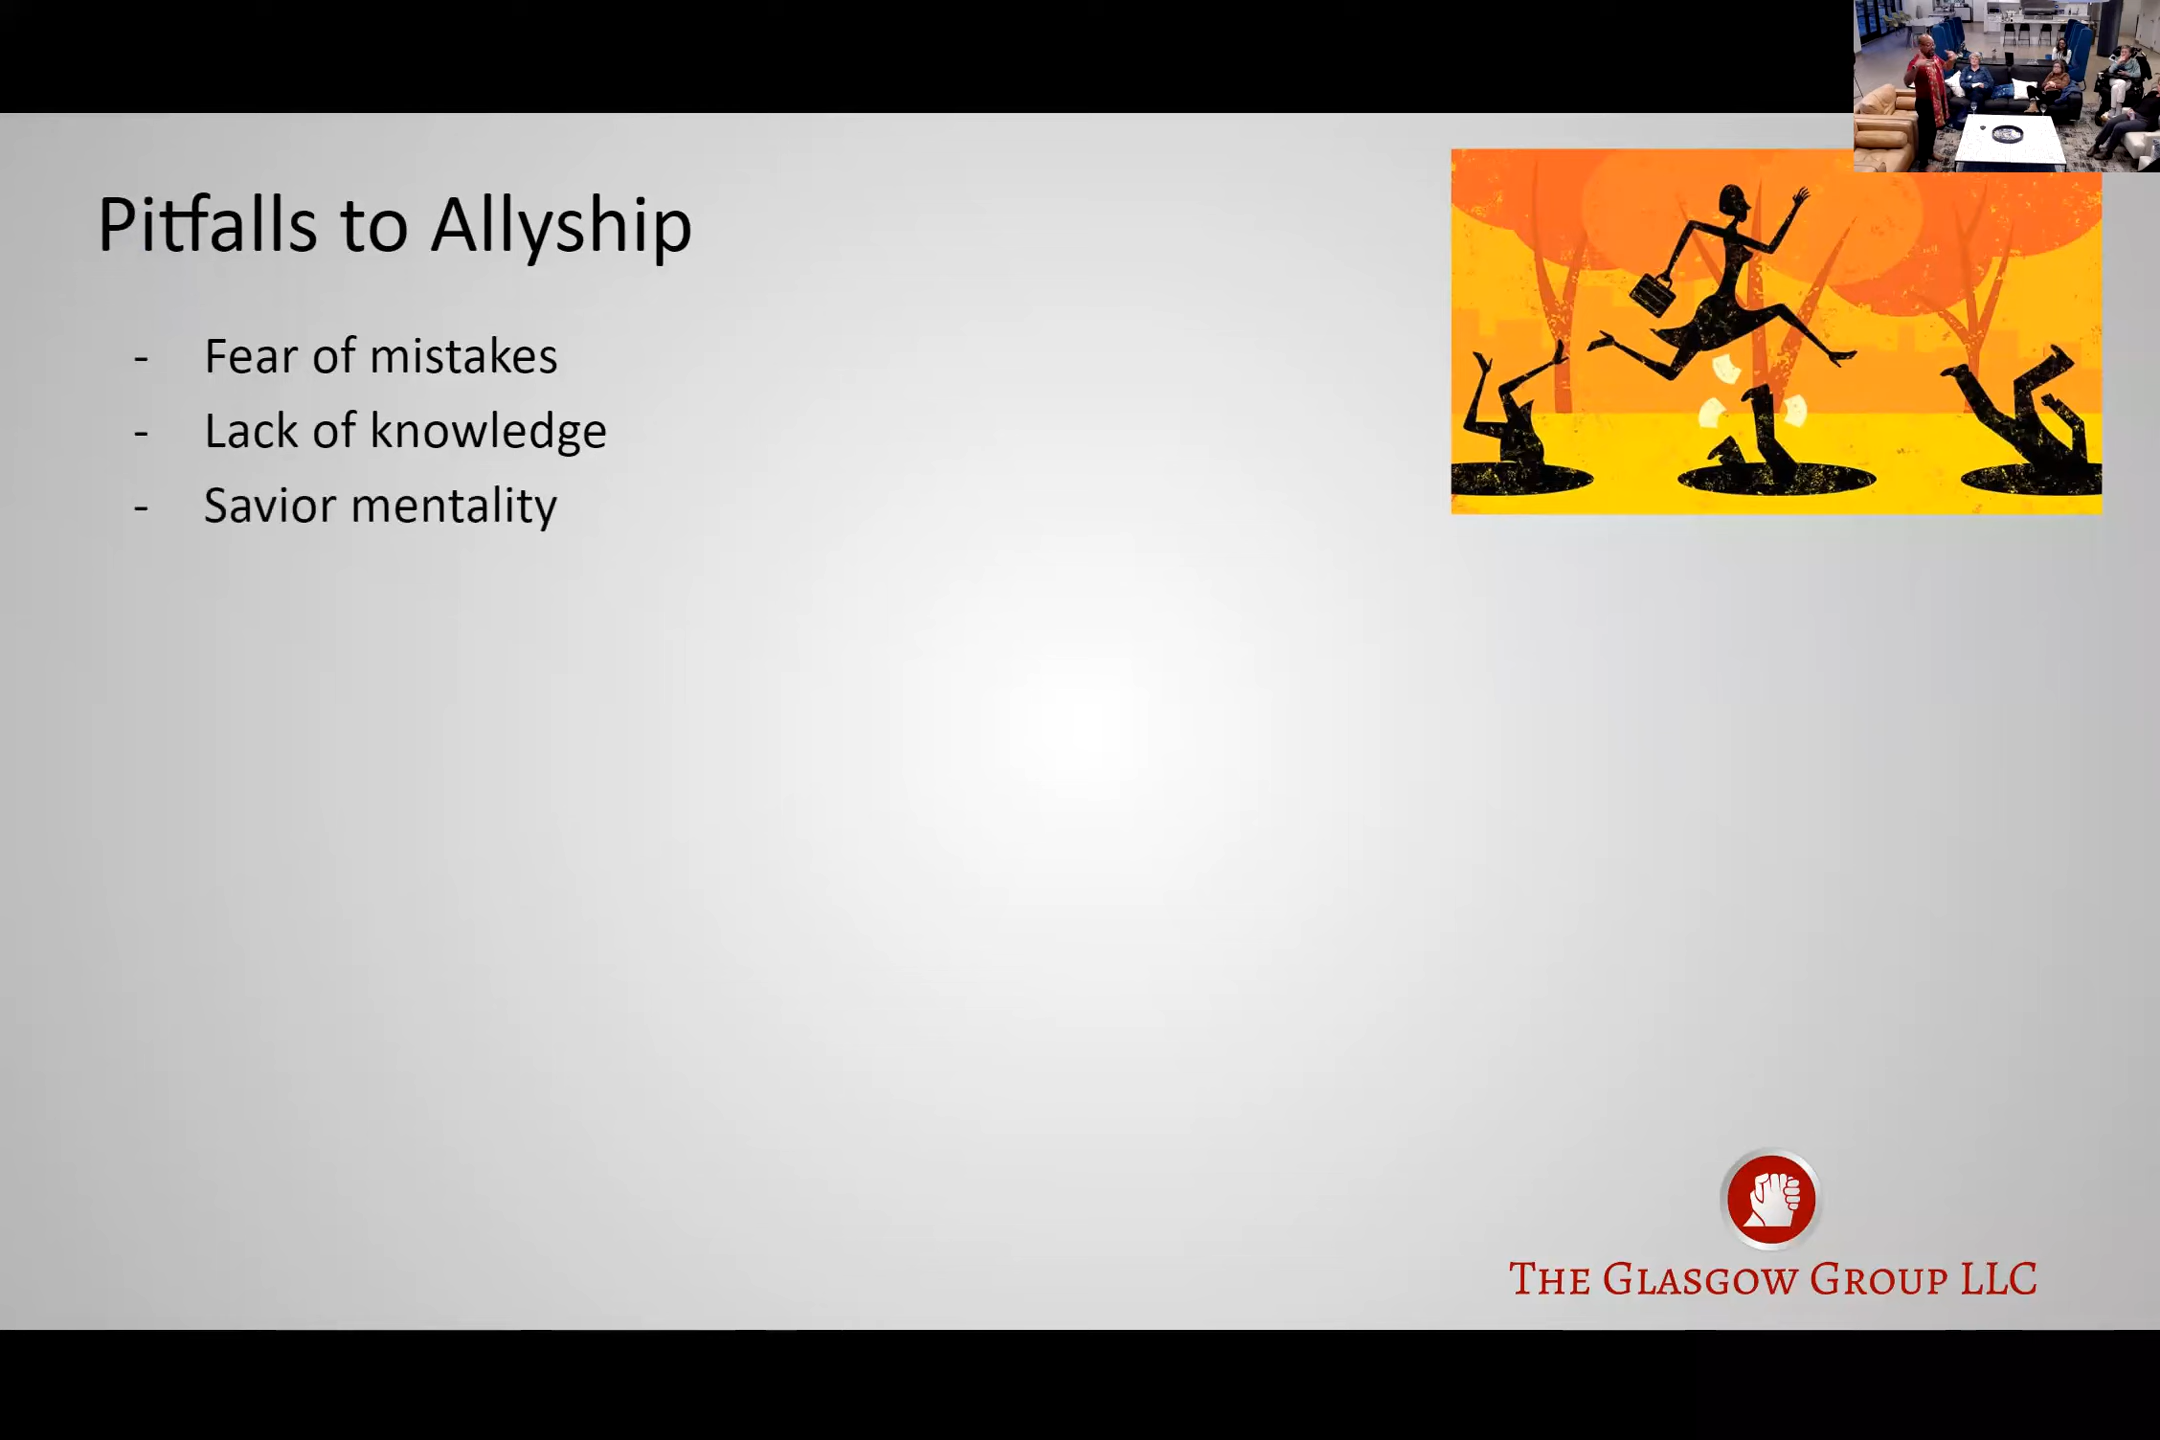 Pitfalls to Allyship
- Fear of mistakes
- Lack of knowledge
- Savior mentality
THE GLASGOW GROUP LLC